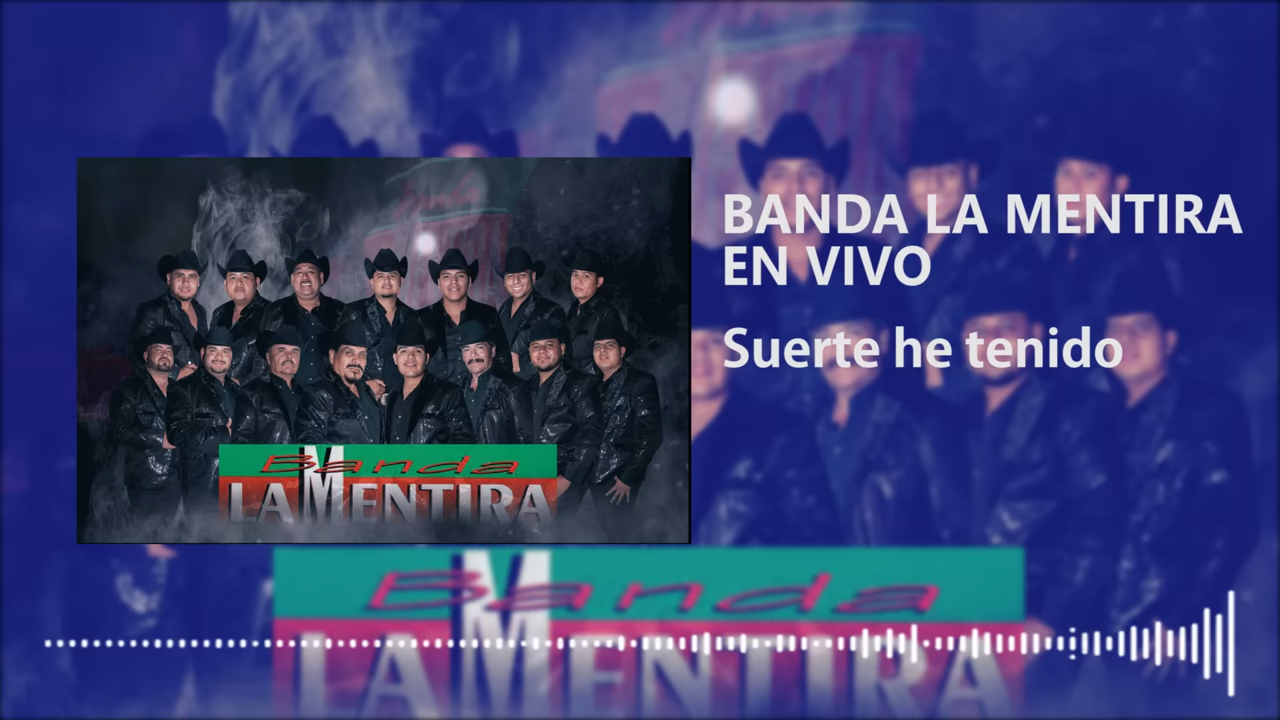 BANDA LA MENTIRA
EN VIVO
Suerte he tenido
Banda
LA MENTIRA
Banda
LA MENTIRA